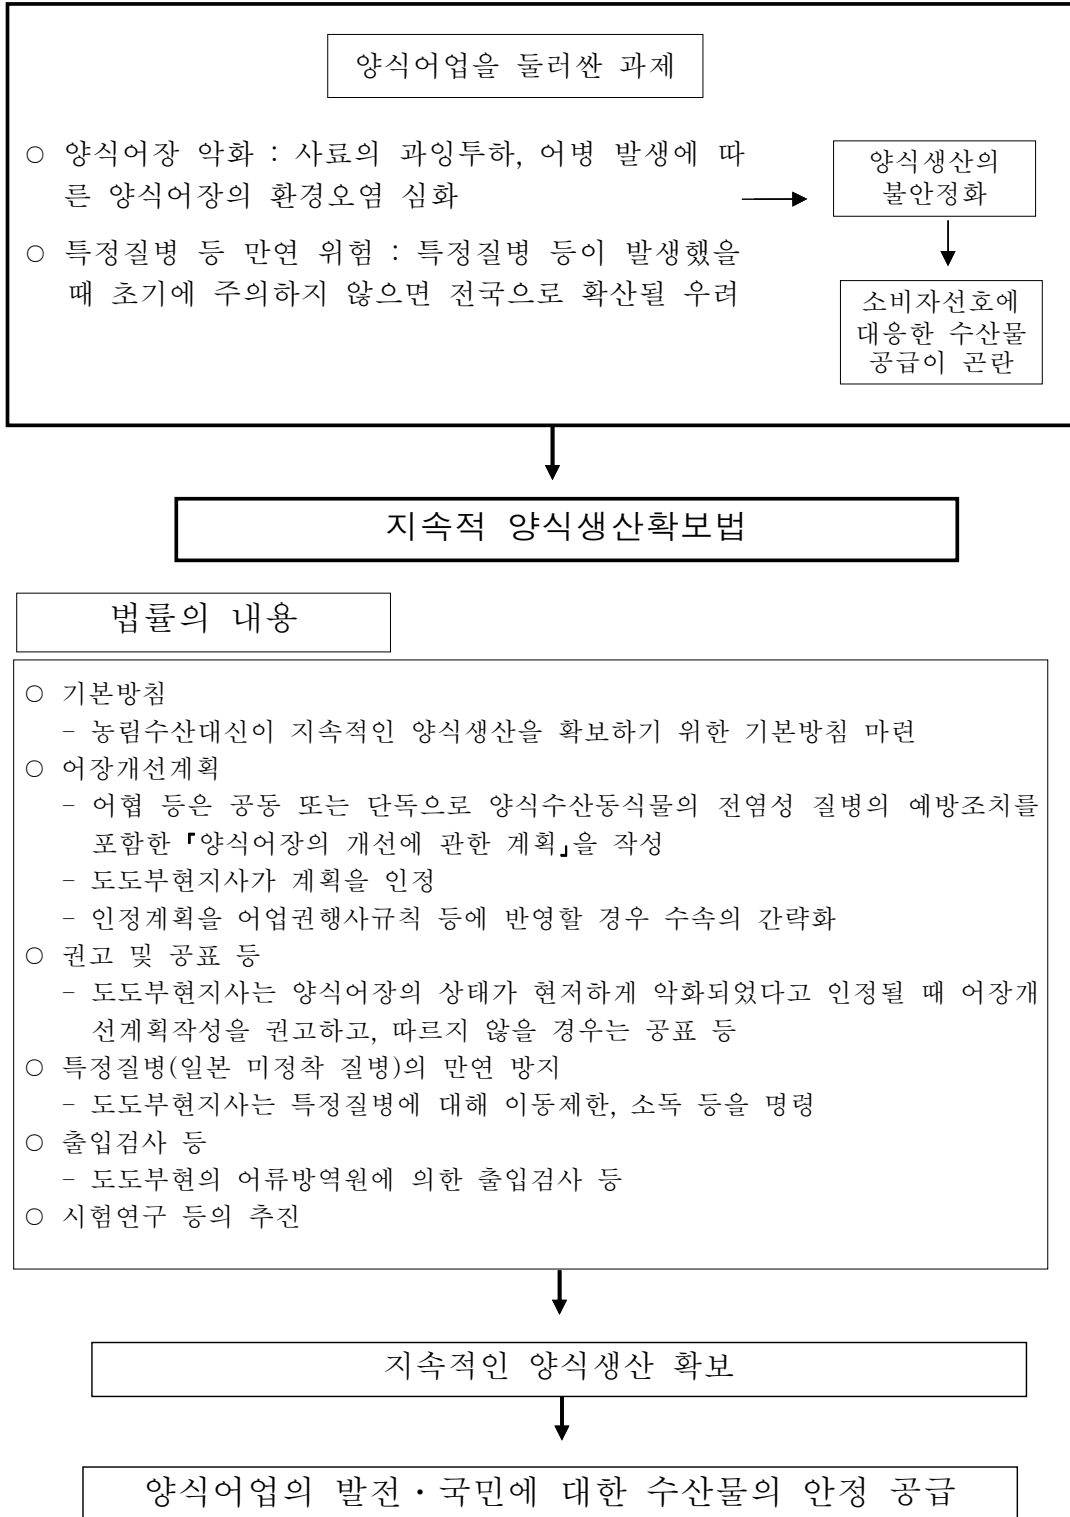 양식어업을 둘러싼 과제
○ 양식어장 악화 : 사료의 과잉투하, 어병 발생에 따
른 양식어장의 환경오염 심화
○ 특정질병 등 만연 위험 : 특정질병 등이 발생했을
때 초기에 주의하지 않으면 전국으로 확산될 우려
양식생산의
불안정화
소비자선호에
대응한 수산물
공급이 곤란
지속적 양식생산확보법
법률의 내용
○ 기본방침
- 농림수산대신이 지속적인 양식생산을 확보하기 위한 기본방침 마련
○ 어장개선계획
- 어협 등은 공동 또는 단독으로 양식수산동식물의 전염성 질병의 예방조치를
포함한 『양식어장의 개선에 관한 계획』을 작성
- 도도부현지사가 계획을 인정
- 인정계획을 어업권행사규칙 등에 반영할 경우 수속의 간략화
○ 권고 및 공표 등
- 도도부현지사는 양식어장의 상태가 현저하게 악화되었다고 인정될 때 어장개
선계획작성을 권고하고, 따르지 않을 경우는 공표 등
○ 특정질병(일본 미정착 질병)의 만연 방지
- 도도부현지사는 특정질병에 대해 이동제한, 소독 등을 명령
○ 출입검사 등
- 도도부현의 어류방역원에 의한 출입검사 등
○ 시험연구 등의 추진
지속적인 양식생산 확보
양식어업의 발전・국민에 대한 수산물의 안정 공급